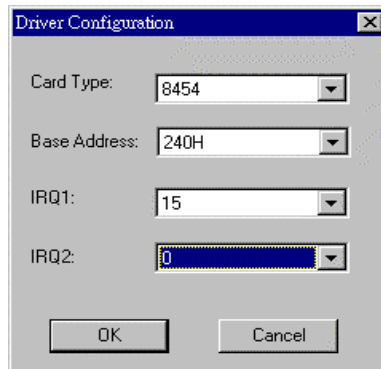 Driver Configuration
Card Type: 8454
Base Address: 240H
IRQ1: 15
IRQ2: 0
OK Cancel